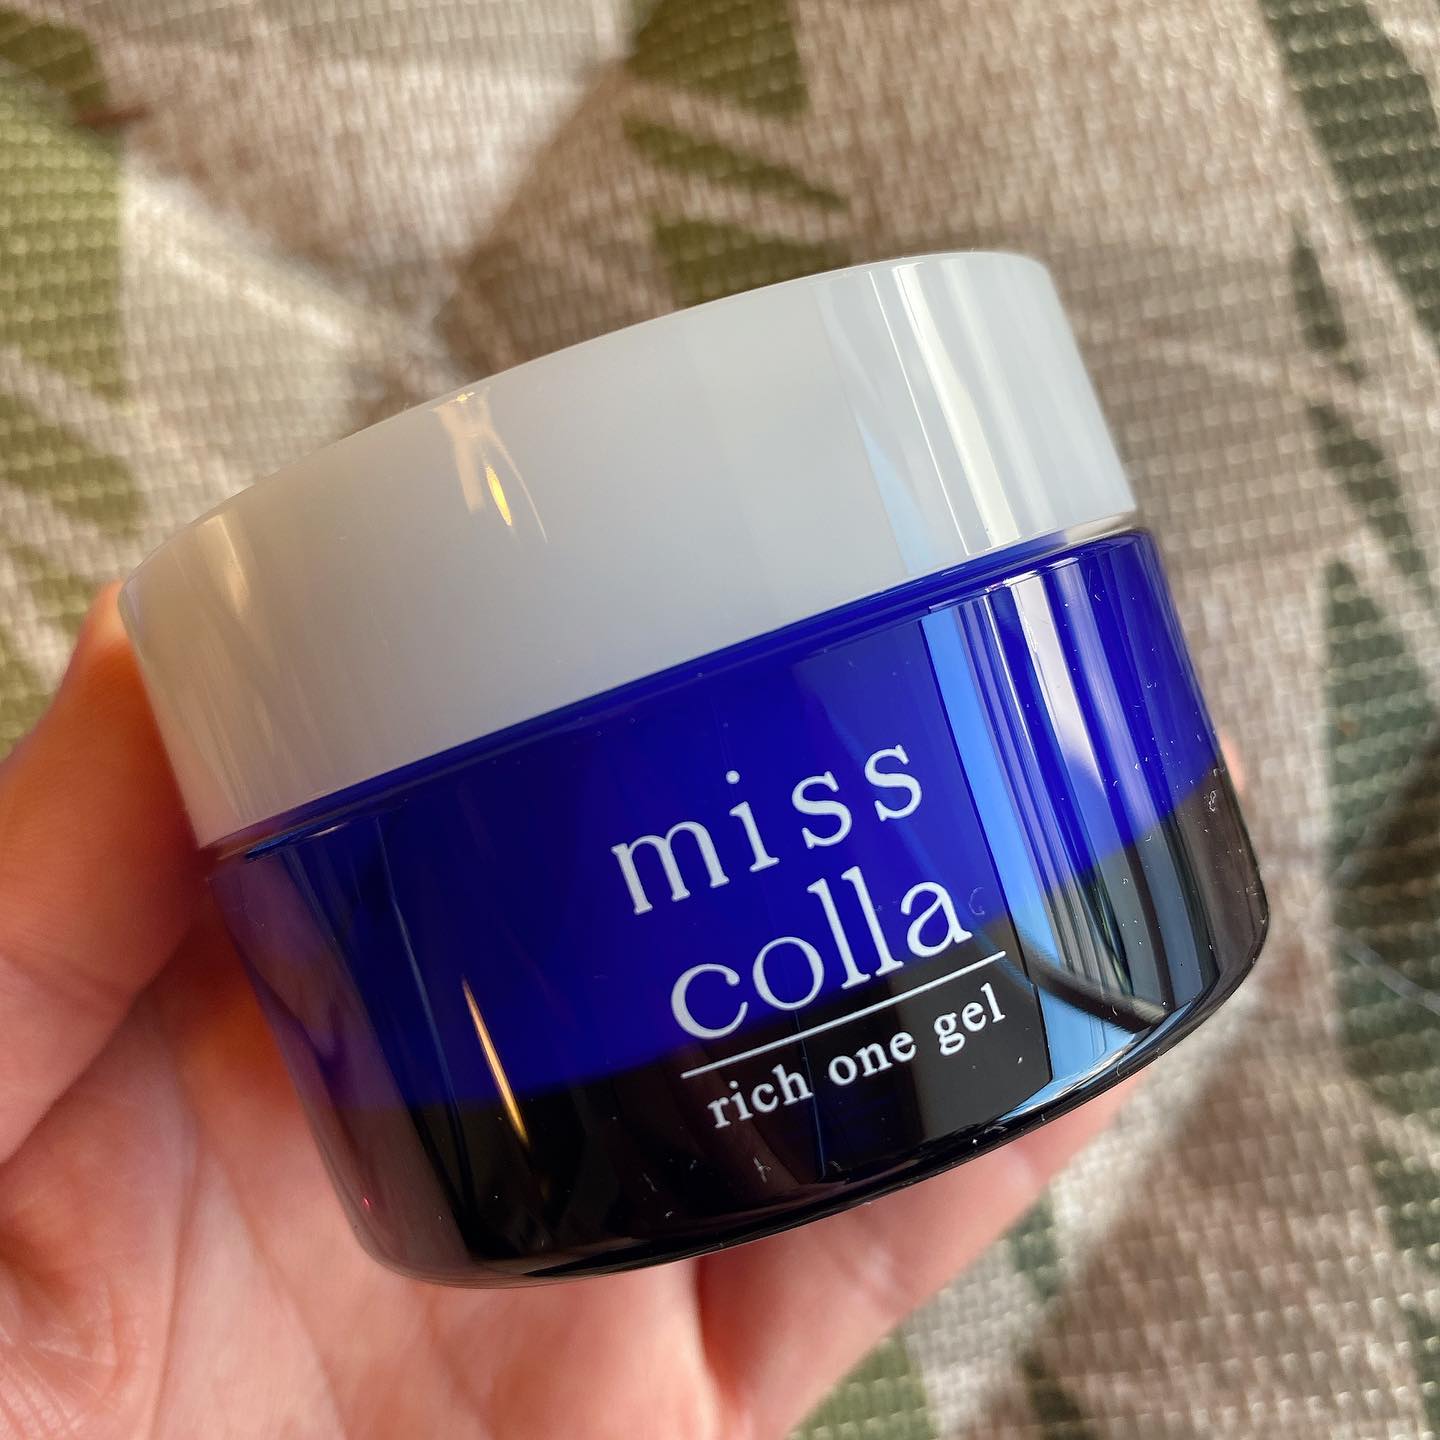 miss
colla
rich one gel